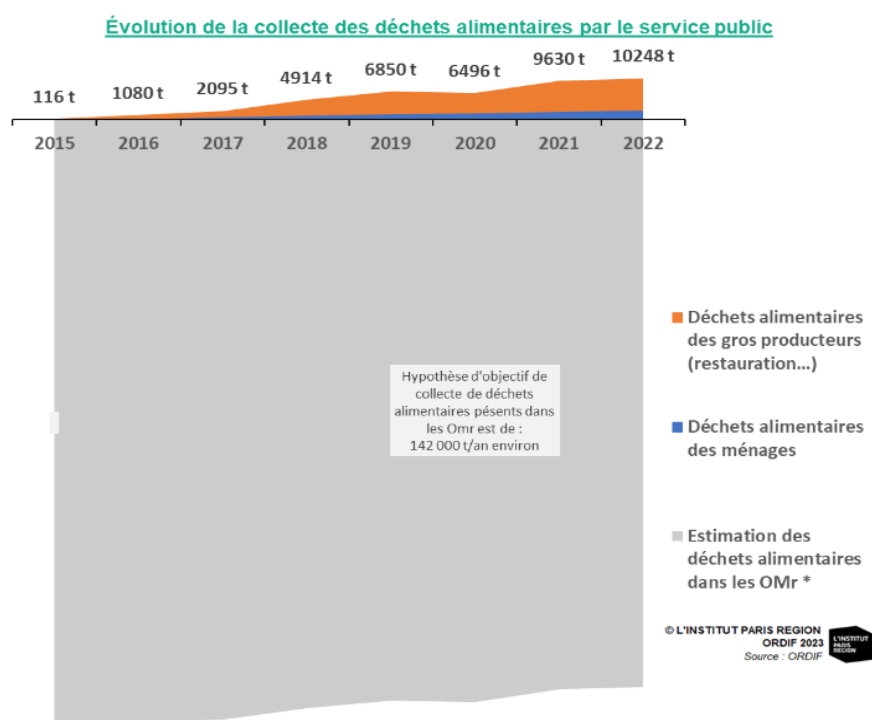 Évolution de la collecte des déchets alimentaires par le service public
116 t 1080 t 2095 t 4914 t 6850 t 6496 t 9630 t 10248 t
2015 2016 2017 2018 2019 2020 2021 2022
Hypothèse d'objectif de
collecte de déchets
alimentaires pésents dans
les Omr est de :
142 000 t/an environ
Déchets alimentaires
des gros producteurs
(restauration...)
Déchets alimentaires
des ménages
Estimation des
déchets alimentaires
dans les OMr *
© L'INSTITUT PARIS REGION
ORDIF 2023
Source : ORDIF
L'INSTITUT
PARIS
REGION